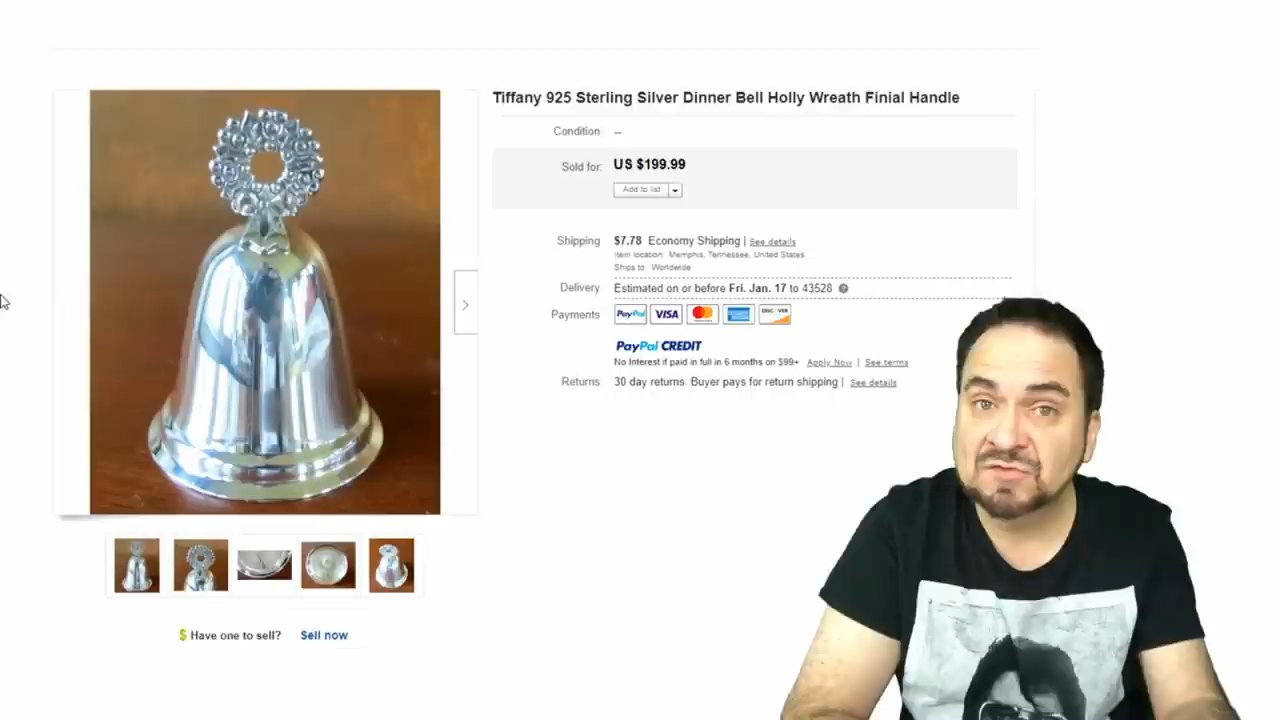 Tiffany 925 Sterling Silver Dinner Bell Holly Wreath Finial Handle
Condition --
Sold for: US $199.99
Add to list
Shipping $7.78 Economy Shipping | See details
Item location: Memphis, Tennessee, United States
Ships to: Worldwide
Delivery Estimated on or before Fri. Jan. 17 to 43528
Payments PayPal VISA MasterCard DISCOVER
PayPal CREDIT
No Interest if paid in full in 6 months on $99+ Apply Now | See terms
Returns 30 day returns. Buyer pays for return shipping | See details
$ Have one to sell? Sell now